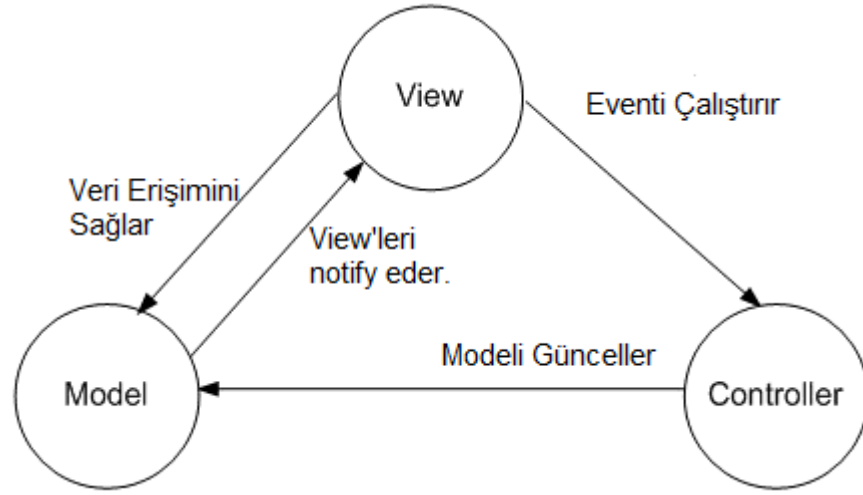 View
Eventi Çalıştırır
Veri Erişimini
Sağlar
View'leri
notify eder.
Modeli Günceller
Model
Controller